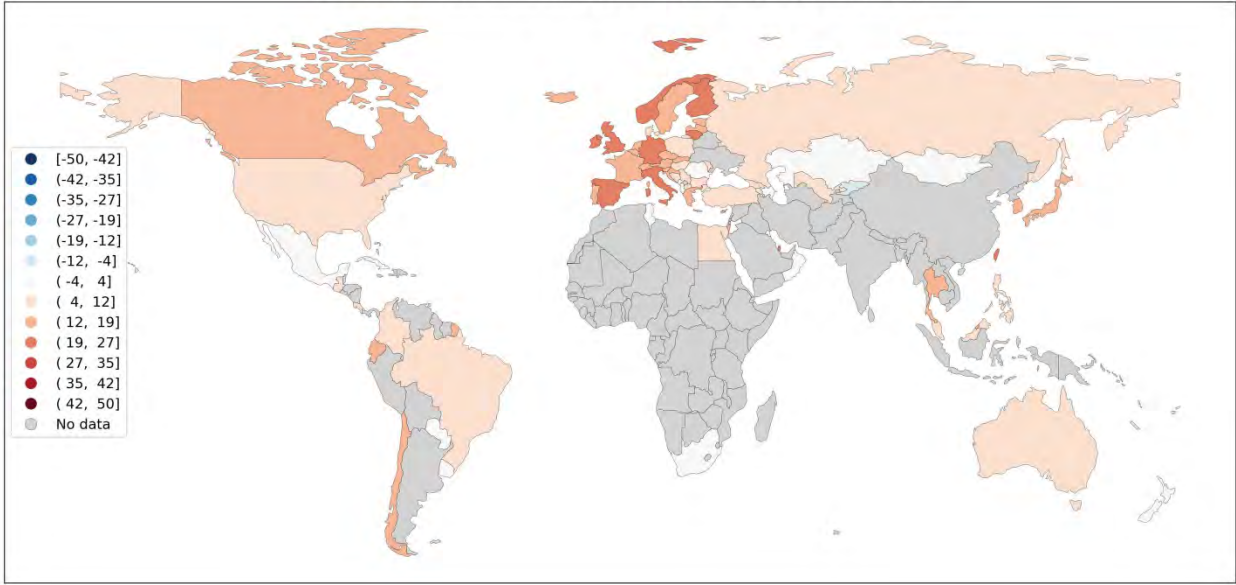 [-50, -42]
(-42, -35]
(-35, -27]
(-27, -19]
(-19, -12]
(-12, -4]
( -4, 4]
( 4, 12]
( 12, 19]
( 19, 27]
( 27, 35]
( 35, 42]
( 42, 50]
No data